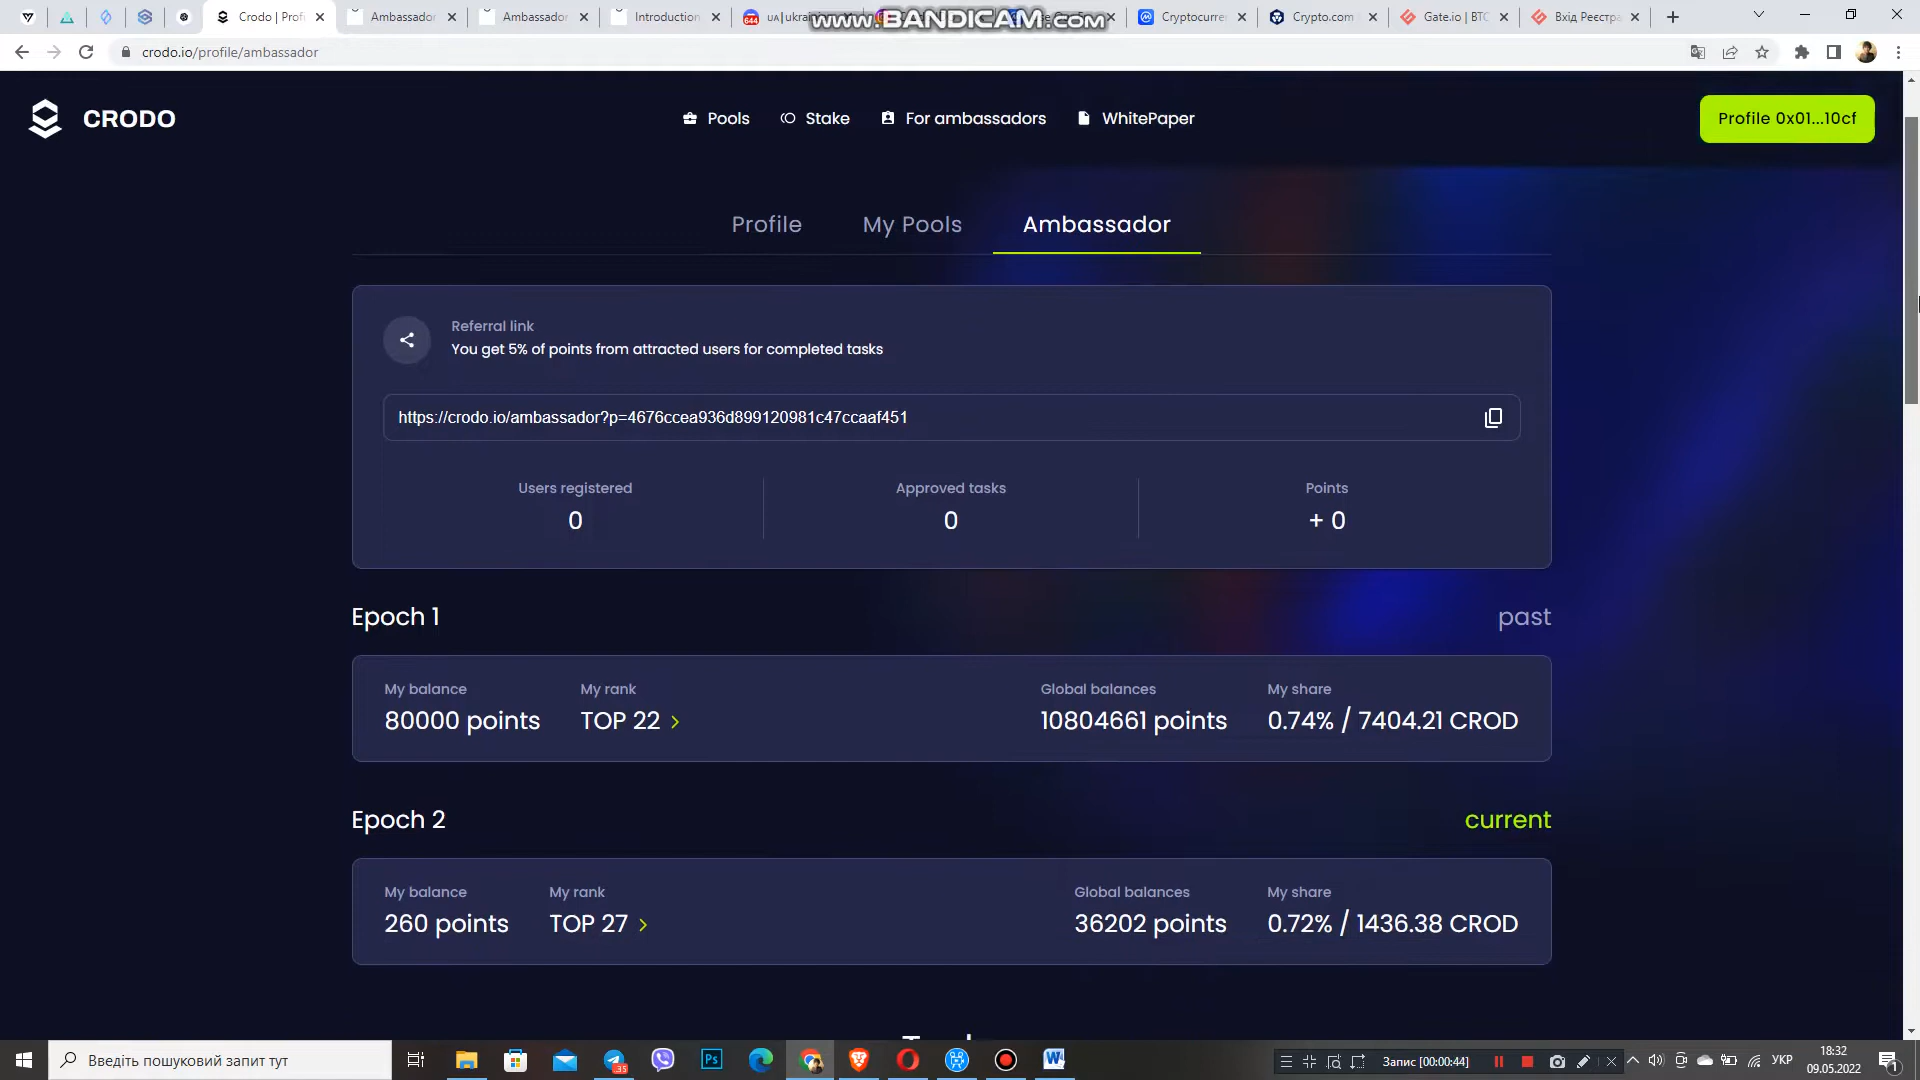 Crodo | Profi
Ambassador
Ambassador
Introduction
UA|ukrain
www.BANDICAM.com
Cryptocurre
Crypto.com
Gate.io | BTC
Вхід Реєстра
crodo.io/profile/ambassador
CRODO
Pools
Stake
For ambassadors
WhitePaper
Profile 0x01...10cf
Profile
My Pools
Ambassador
Referral link
You get 5% of points from attracted users for completed tasks
https://crodo.io/ambassador?p=4676ccea936d899120981c47ccaaf451
Users registered
Approved tasks
Points
0
0
+ 0
Epoch 1
past
My balance
My rank
Global balances
My share
80000 points
TOP 22 >
10804661 points
0.74% / 7404.21 CROD
Epoch 2
current
My balance
My rank
Global balances
My share
260 points
TOP 27 >
36202 points
0.72% / 1436.38 CROD
Введіть пошуковий запит тут
Запис [00:00:44]
УКР
18:32
09.05.2022